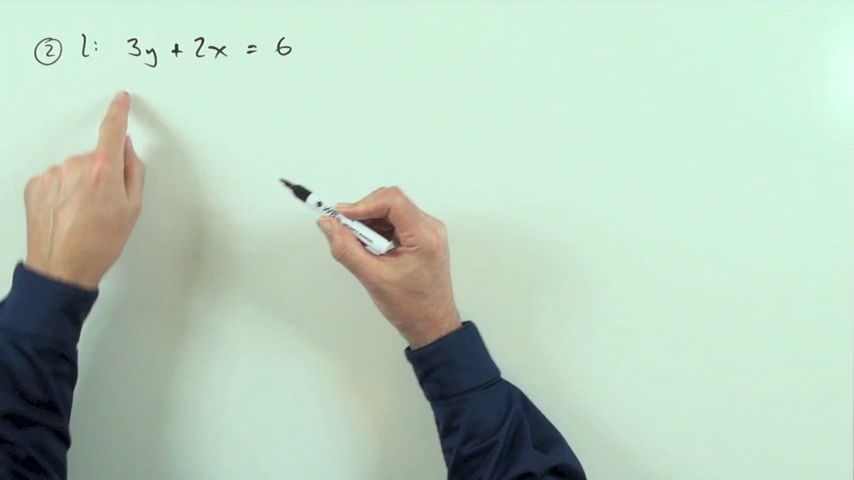 ② l: 3y + 2x = 6